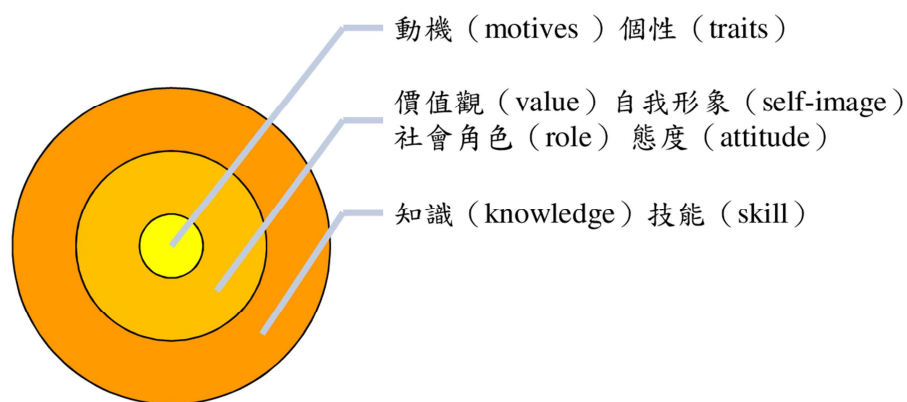 動機（motives ）個性（traits）
價值觀（value）自我形象（self-image）
社會角色（role）態度（attitude）
知識（knowledge）技能（skill）